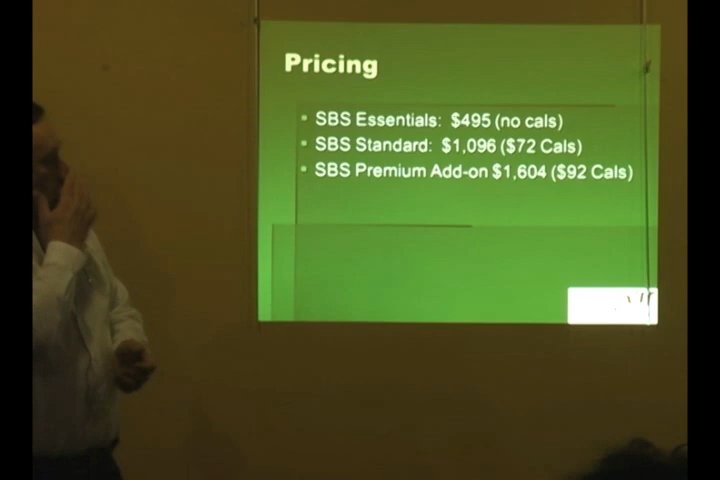 Pricing
SBS Essentials: $495 (no cals)
SBS Standard: $1,096 ($72 Cals)
SBS Premium Add-on $1,604 ($92 Cals)